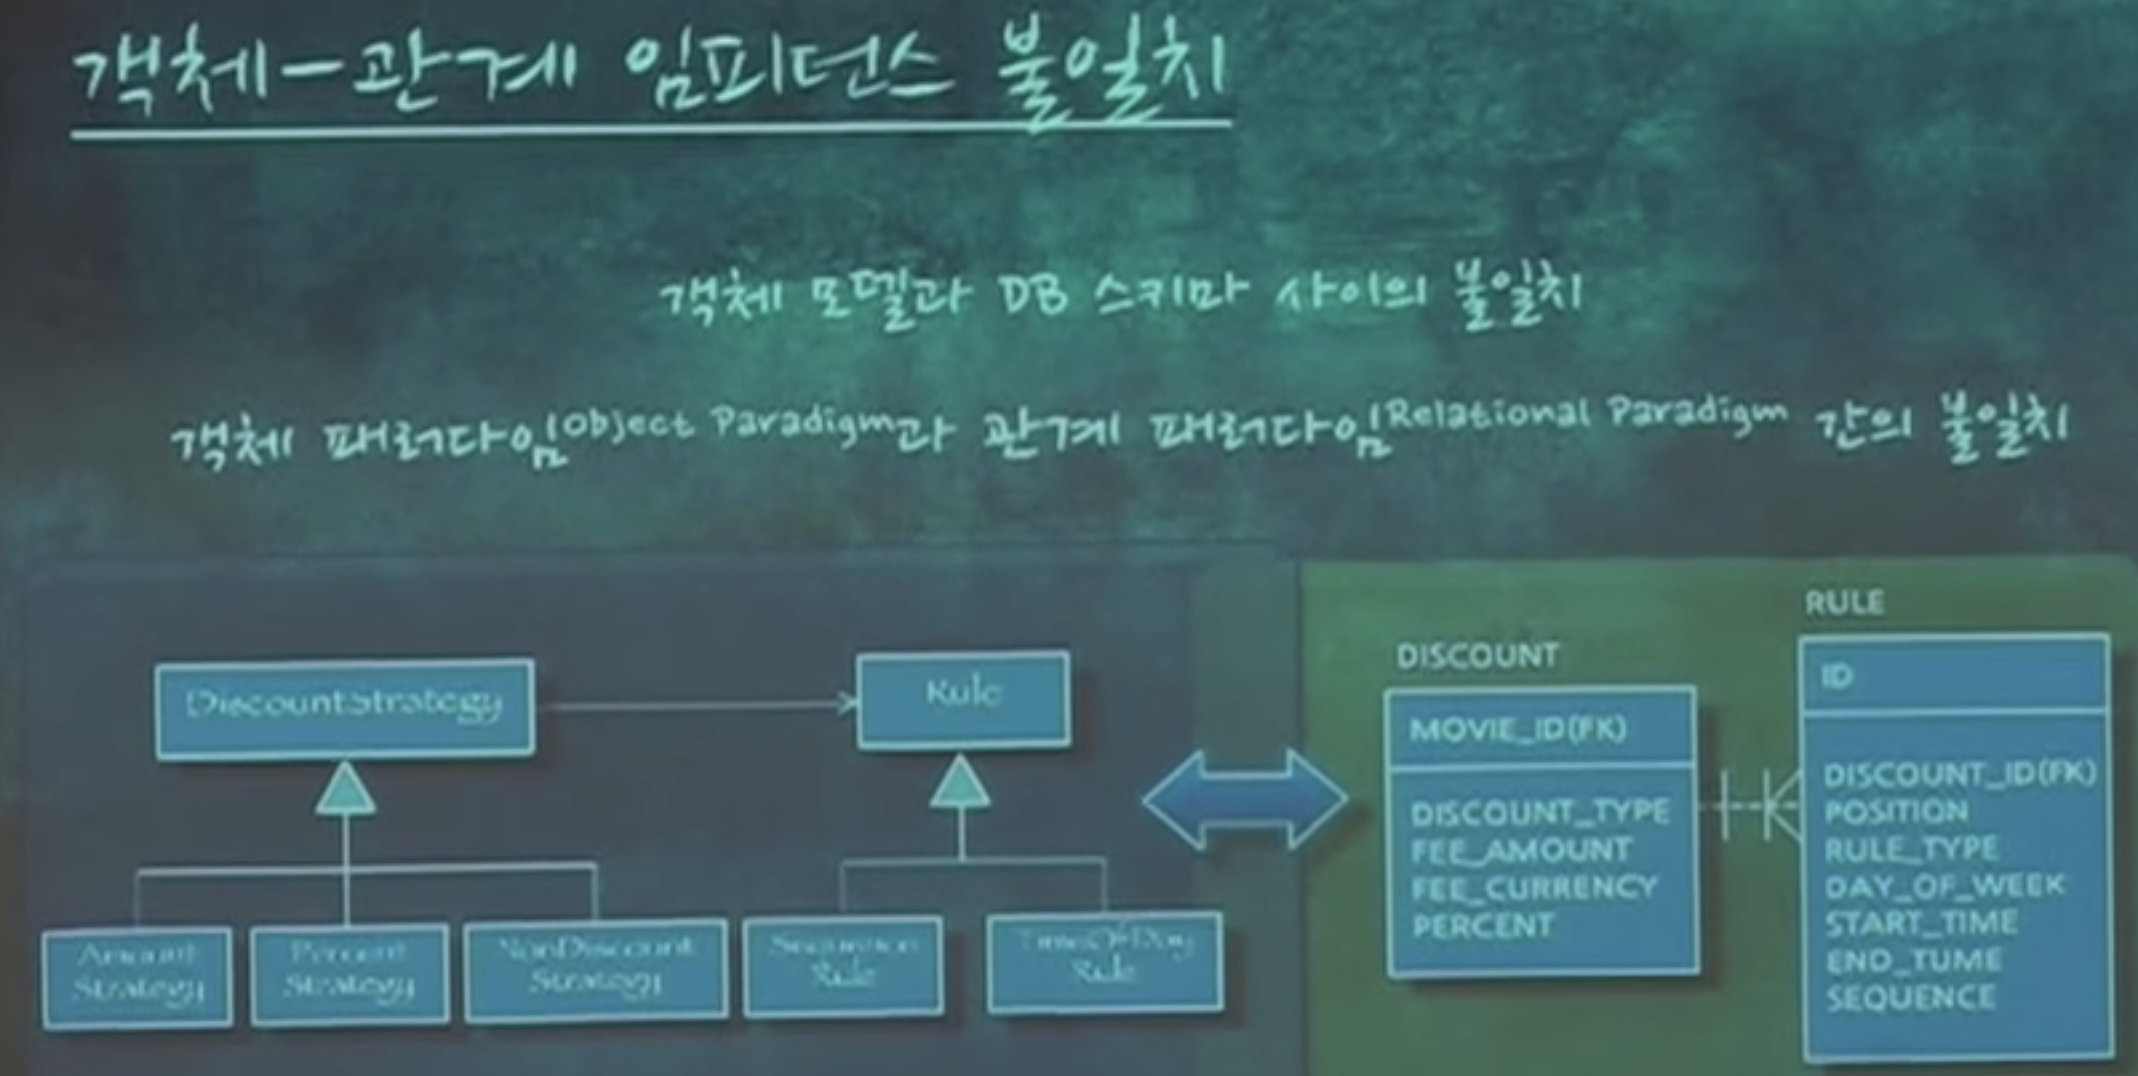 객체-관계 임피던스 불일치
객체 모델과 DB 스키마 사이의 불일치
객체 패러다임Object Paradigm과 관계 패러다임Relational Paradigm 간의 불일치
DiscountStrategy
Rule
Amount
Strategy
Percent
Strategy
NonDiscount
Strategy
Sequence
Rule
TimeOfDay
Rule
DISCOUNT
MOVIE_ID(FK)
DISCOUNT_TYPE
FEE_AMOUNT
FEE_CURRENCY
PERCENT
RULE
ID
DISCOUNT_ID(FK)
POSITION
RULE_TYPE
DAY_OF_WEEK
START_TIME
END_TUME
SEQUENCE